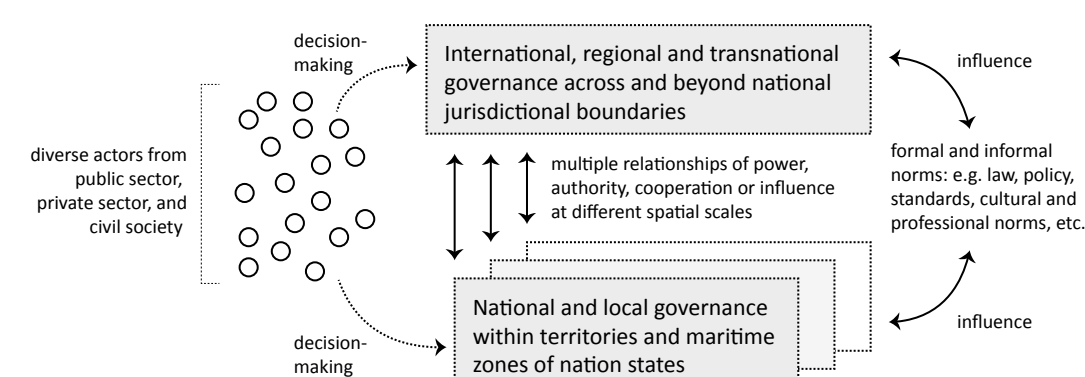 decision-
making
International, regional and transnational
governance across and beyond national
jurisdictional boundaries
influence
diverse actors from
public sector,
private sector, and
civil society
multiple relationships of power,
authority, cooperation or influence
at different spatial scales
formal and informal
norms: e.g. law, policy,
standards, cultural and
professional norms, etc.
National and local governance
within territories and maritime
zones of nation states
influence
decision-
making